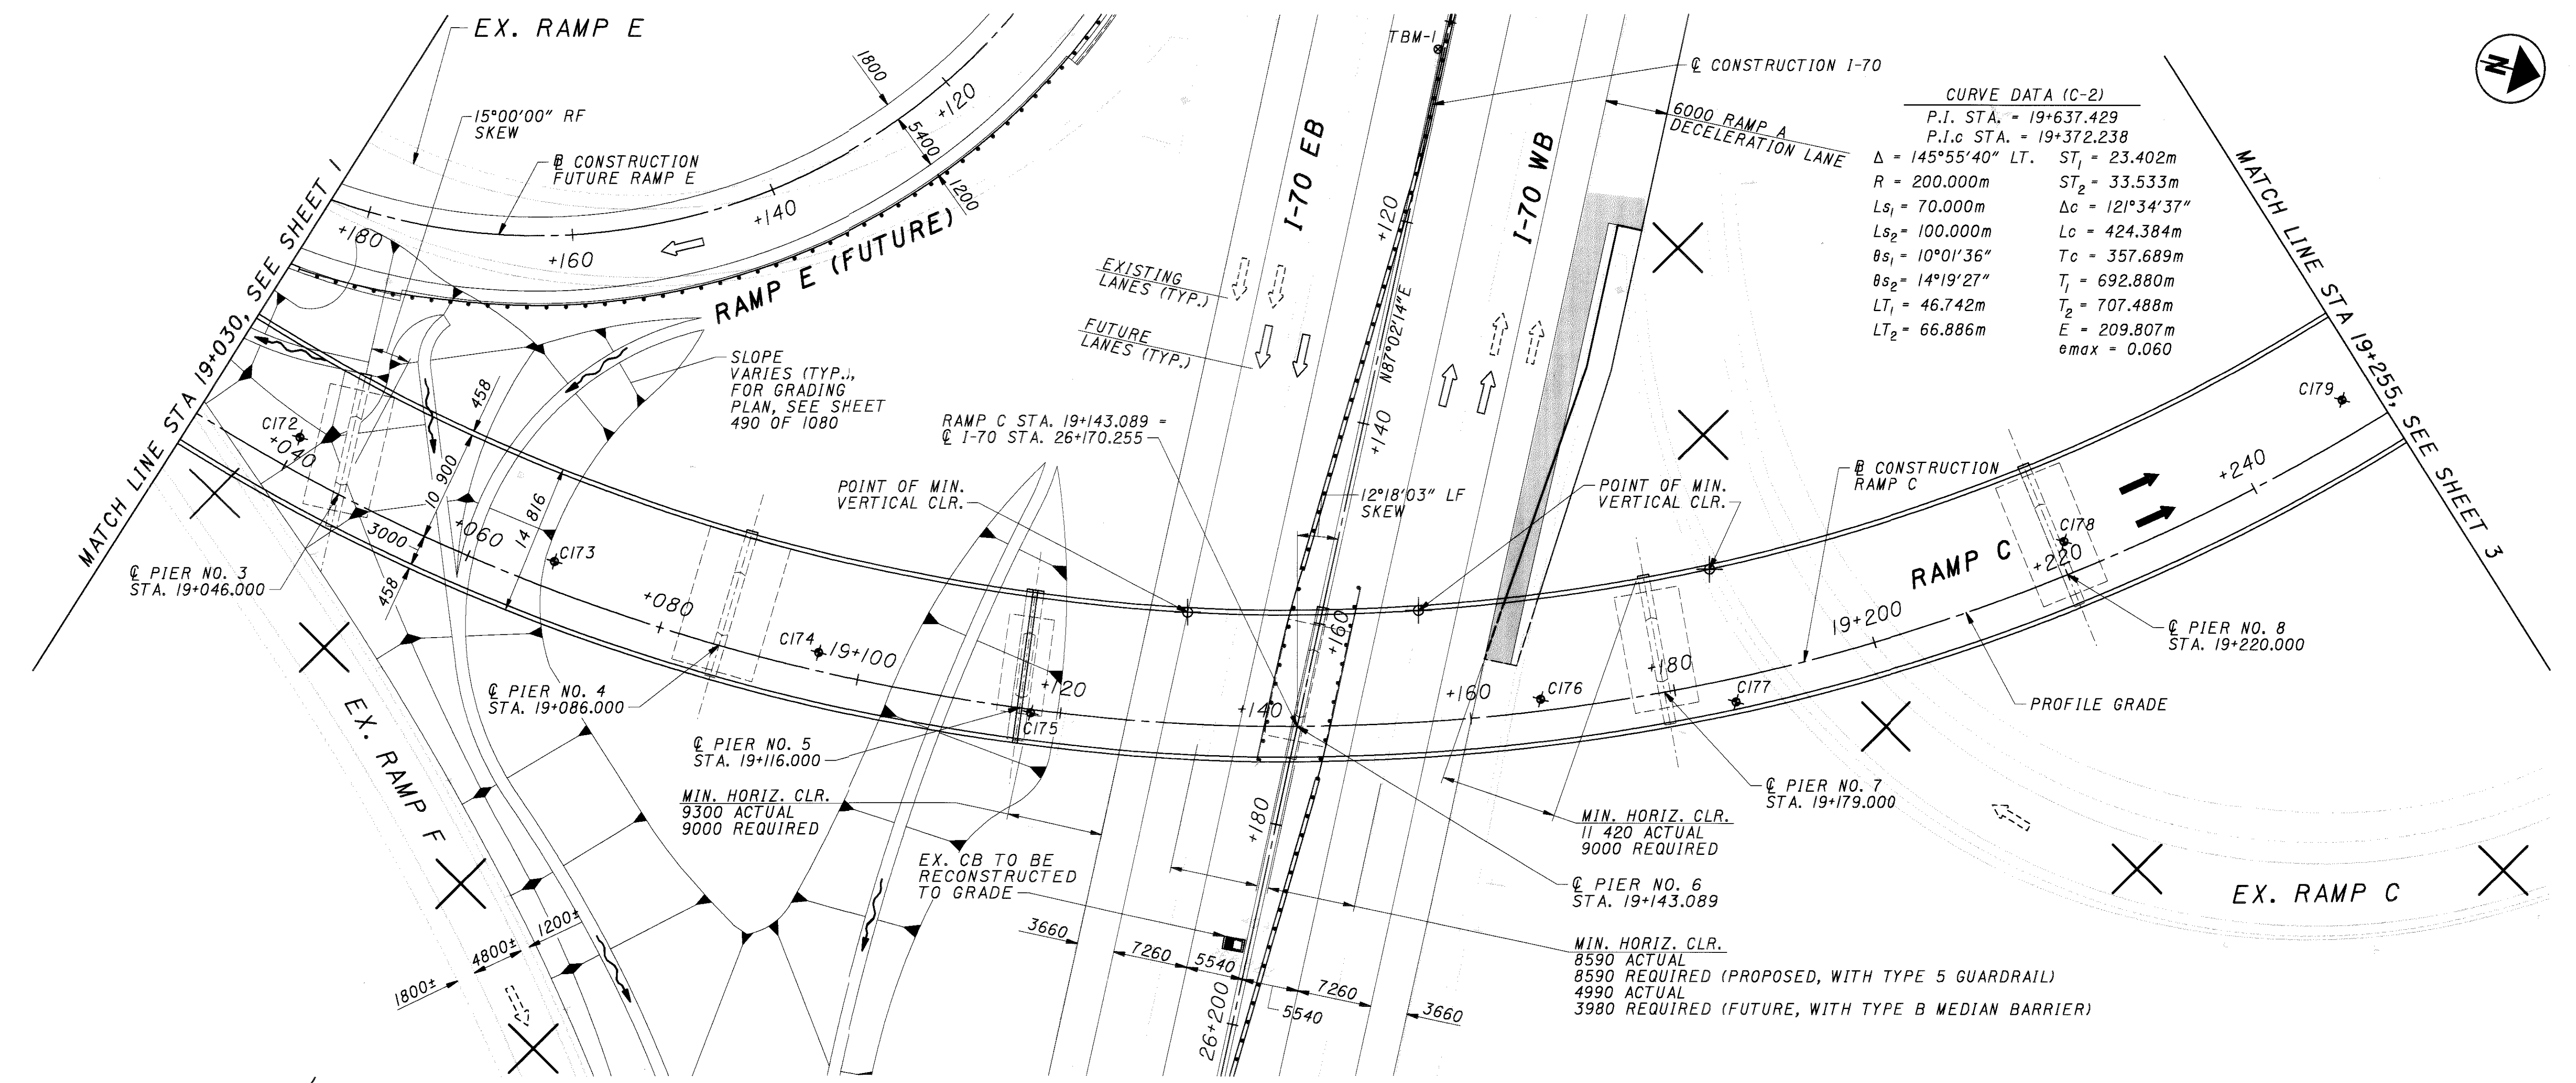 EX. RAMP E
15°00'00" RF
SKEW
℄ CONSTRUCTION
FUTURE RAMP E
1800
5400
1200
+120
+140
+160
+180
RAMP E (FUTURE)
MATCH LINE STA 19+030, SEE SHEET 1
SLOPE
VARIES (TYP.),
FOR GRADING
PLAN, SEE SHEET
490 OF 1080
C172
+040
458
10 900
3000
458
14 816
+060
C173
℄ PIER NO. 3
STA. 19+046.000
+080
C174
19+100
℄ PIER NO. 4
STA. 19+086.000
℄ PIER NO. 5
STA. 19+116.000
+120
C175
MIN. HORIZ. CLR.
9300 ACTUAL
9000 REQUIRED
EX. RAMP F
1200±
4800±
1800±
EX. CB TO BE
RECONSTRUCTED
TO GRADE
3660
7260
5540
26+200
5540
7260
3660
+180
TBM-1
℄ CONSTRUCTION I-70
6000 RAMP A
DECELERATION LANE
I-70 EB
I-70 WB
EXISTING
LANES (TYP.)
FUTURE
LANES (TYP.)
+120
N87°02'14"E
+140
RAMP C STA. 19+143.089 =
℄ I-70 STA. 26+170.255
POINT OF MIN.
VERTICAL CLR.
12°18'03" LF
SKEW
POINT OF MIN.
VERTICAL CLR.
+160
+140
+160
C176
+180
C177
℄ PIER NO. 7
STA. 19+179.000
MIN. HORIZ. CLR.
11 420 ACTUAL
9000 REQUIRED
℄ PIER NO. 6
STA. 19+143.089
MIN. HORIZ. CLR.
8590 ACTUAL
8590 REQUIRED (PROPOSED, WITH TYPE 5 GUARDRAIL)
4990 ACTUAL
3980 REQUIRED (FUTURE, WITH TYPE B MEDIAN BARRIER)
℄ CONSTRUCTION
RAMP C
RAMP C
19+200
+220
C178
+240
C179
℄ PIER NO. 8
STA. 19+220.000
PROFILE GRADE
EX. RAMP C
MATCH LINE STA 19+255, SEE SHEET 3
N
CURVE DATA (C-2)
P.I. STA. = 19+637.429
P.I.c STA. = 19+372.238
Δ = 145°55'40" LT. ST₁ = 23.402m
R = 200.000m ST₂ = 33.533m
Ls₁ = 70.000m Δc = 121°34'37"
Ls₂ = 100.000m Lc = 424.384m
θs₁ = 10°01'36" Tc = 357.689m
θs₂ = 14°19'27" T₁ = 692.880m
LT₁ = 46.742m T₂ = 707.488m
LT₂ = 66.886m E = 209.807m
emax = 0.060